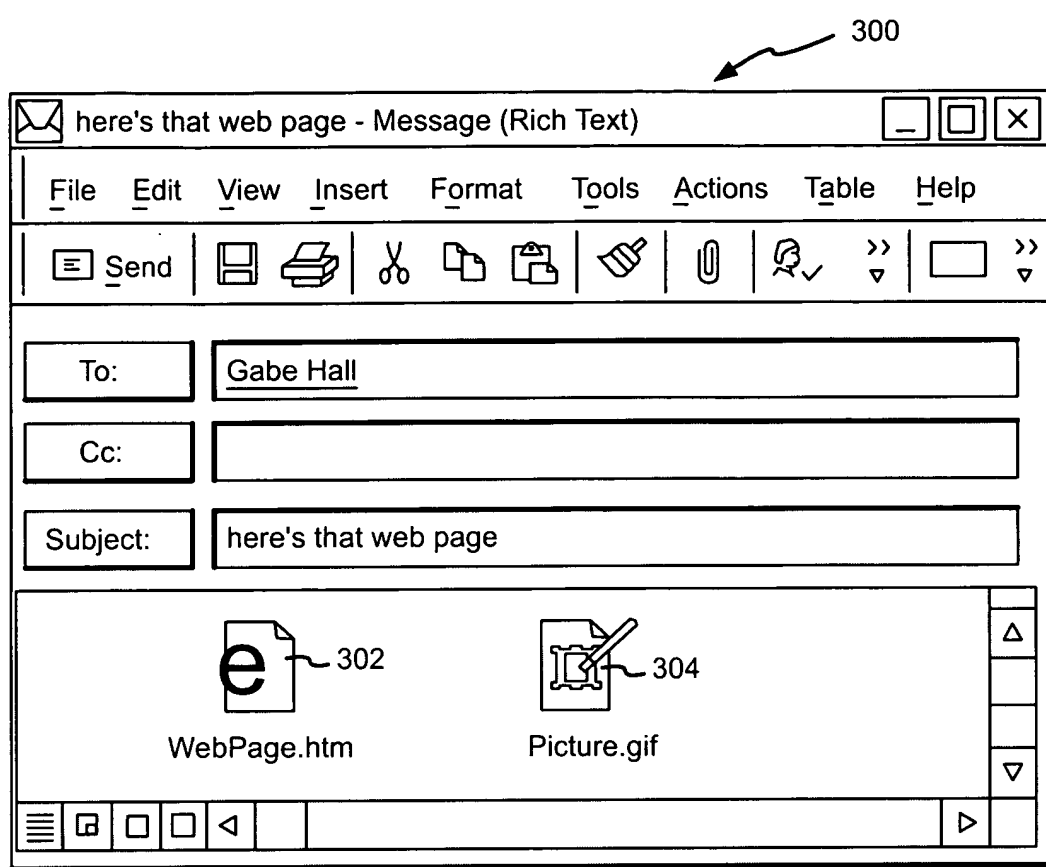 300
here's that web page - Message (Rich Text)
File Edit View Insert Format Tools Actions Table Help
Send
To: Gabe Hall
Cc:
Subject: here's that web page
e 302 304
WebPage.htm Picture.gif